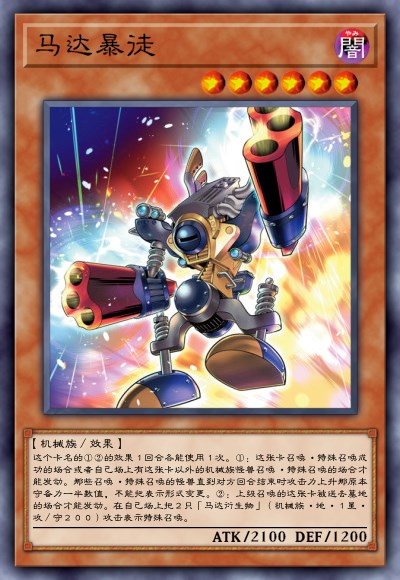 马达暴徒
やみ
闇
【机械族/效果】
这个卡名的①②的效果1回合各能使用1次。①：这张卡召唤·特殊召唤成
功的场合或者自己场上有这张卡以外的机械族怪兽召唤·特殊召唤的场合才
能发动。那些召唤·特殊召唤的怪兽直到对方回合结束时攻击力上升那原本
守备力一半数值，不能把表示形式变更。②：上级召唤的这张卡被送去墓地
的场合才能发动。在自己场上把2只「马达衍生物」（机械族·地·1星·
攻/守200）攻击表示特殊召唤。
ATK/2100 DEF/1200